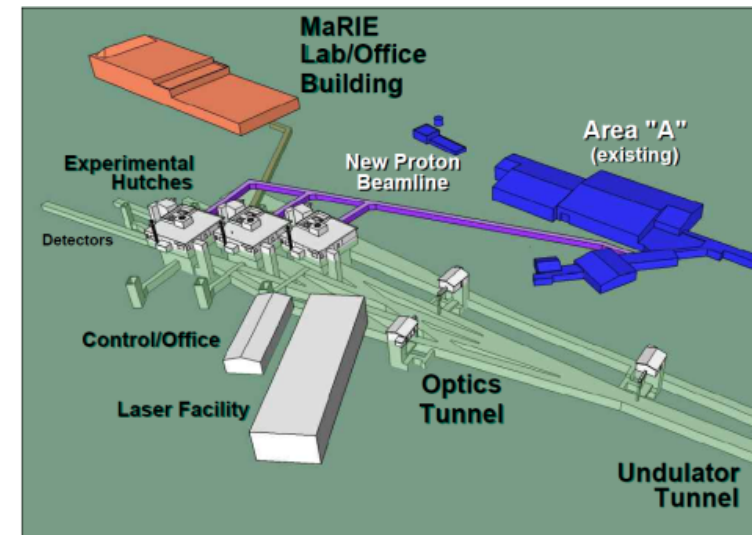 MaRIE
Lab/Office
Building
Area "A"
(existing)
New Proton
Beamline
Experimental
Hutches
Detectors
Control/Office
Laser Facility
Optics
Tunnel
Undulator
Tunnel